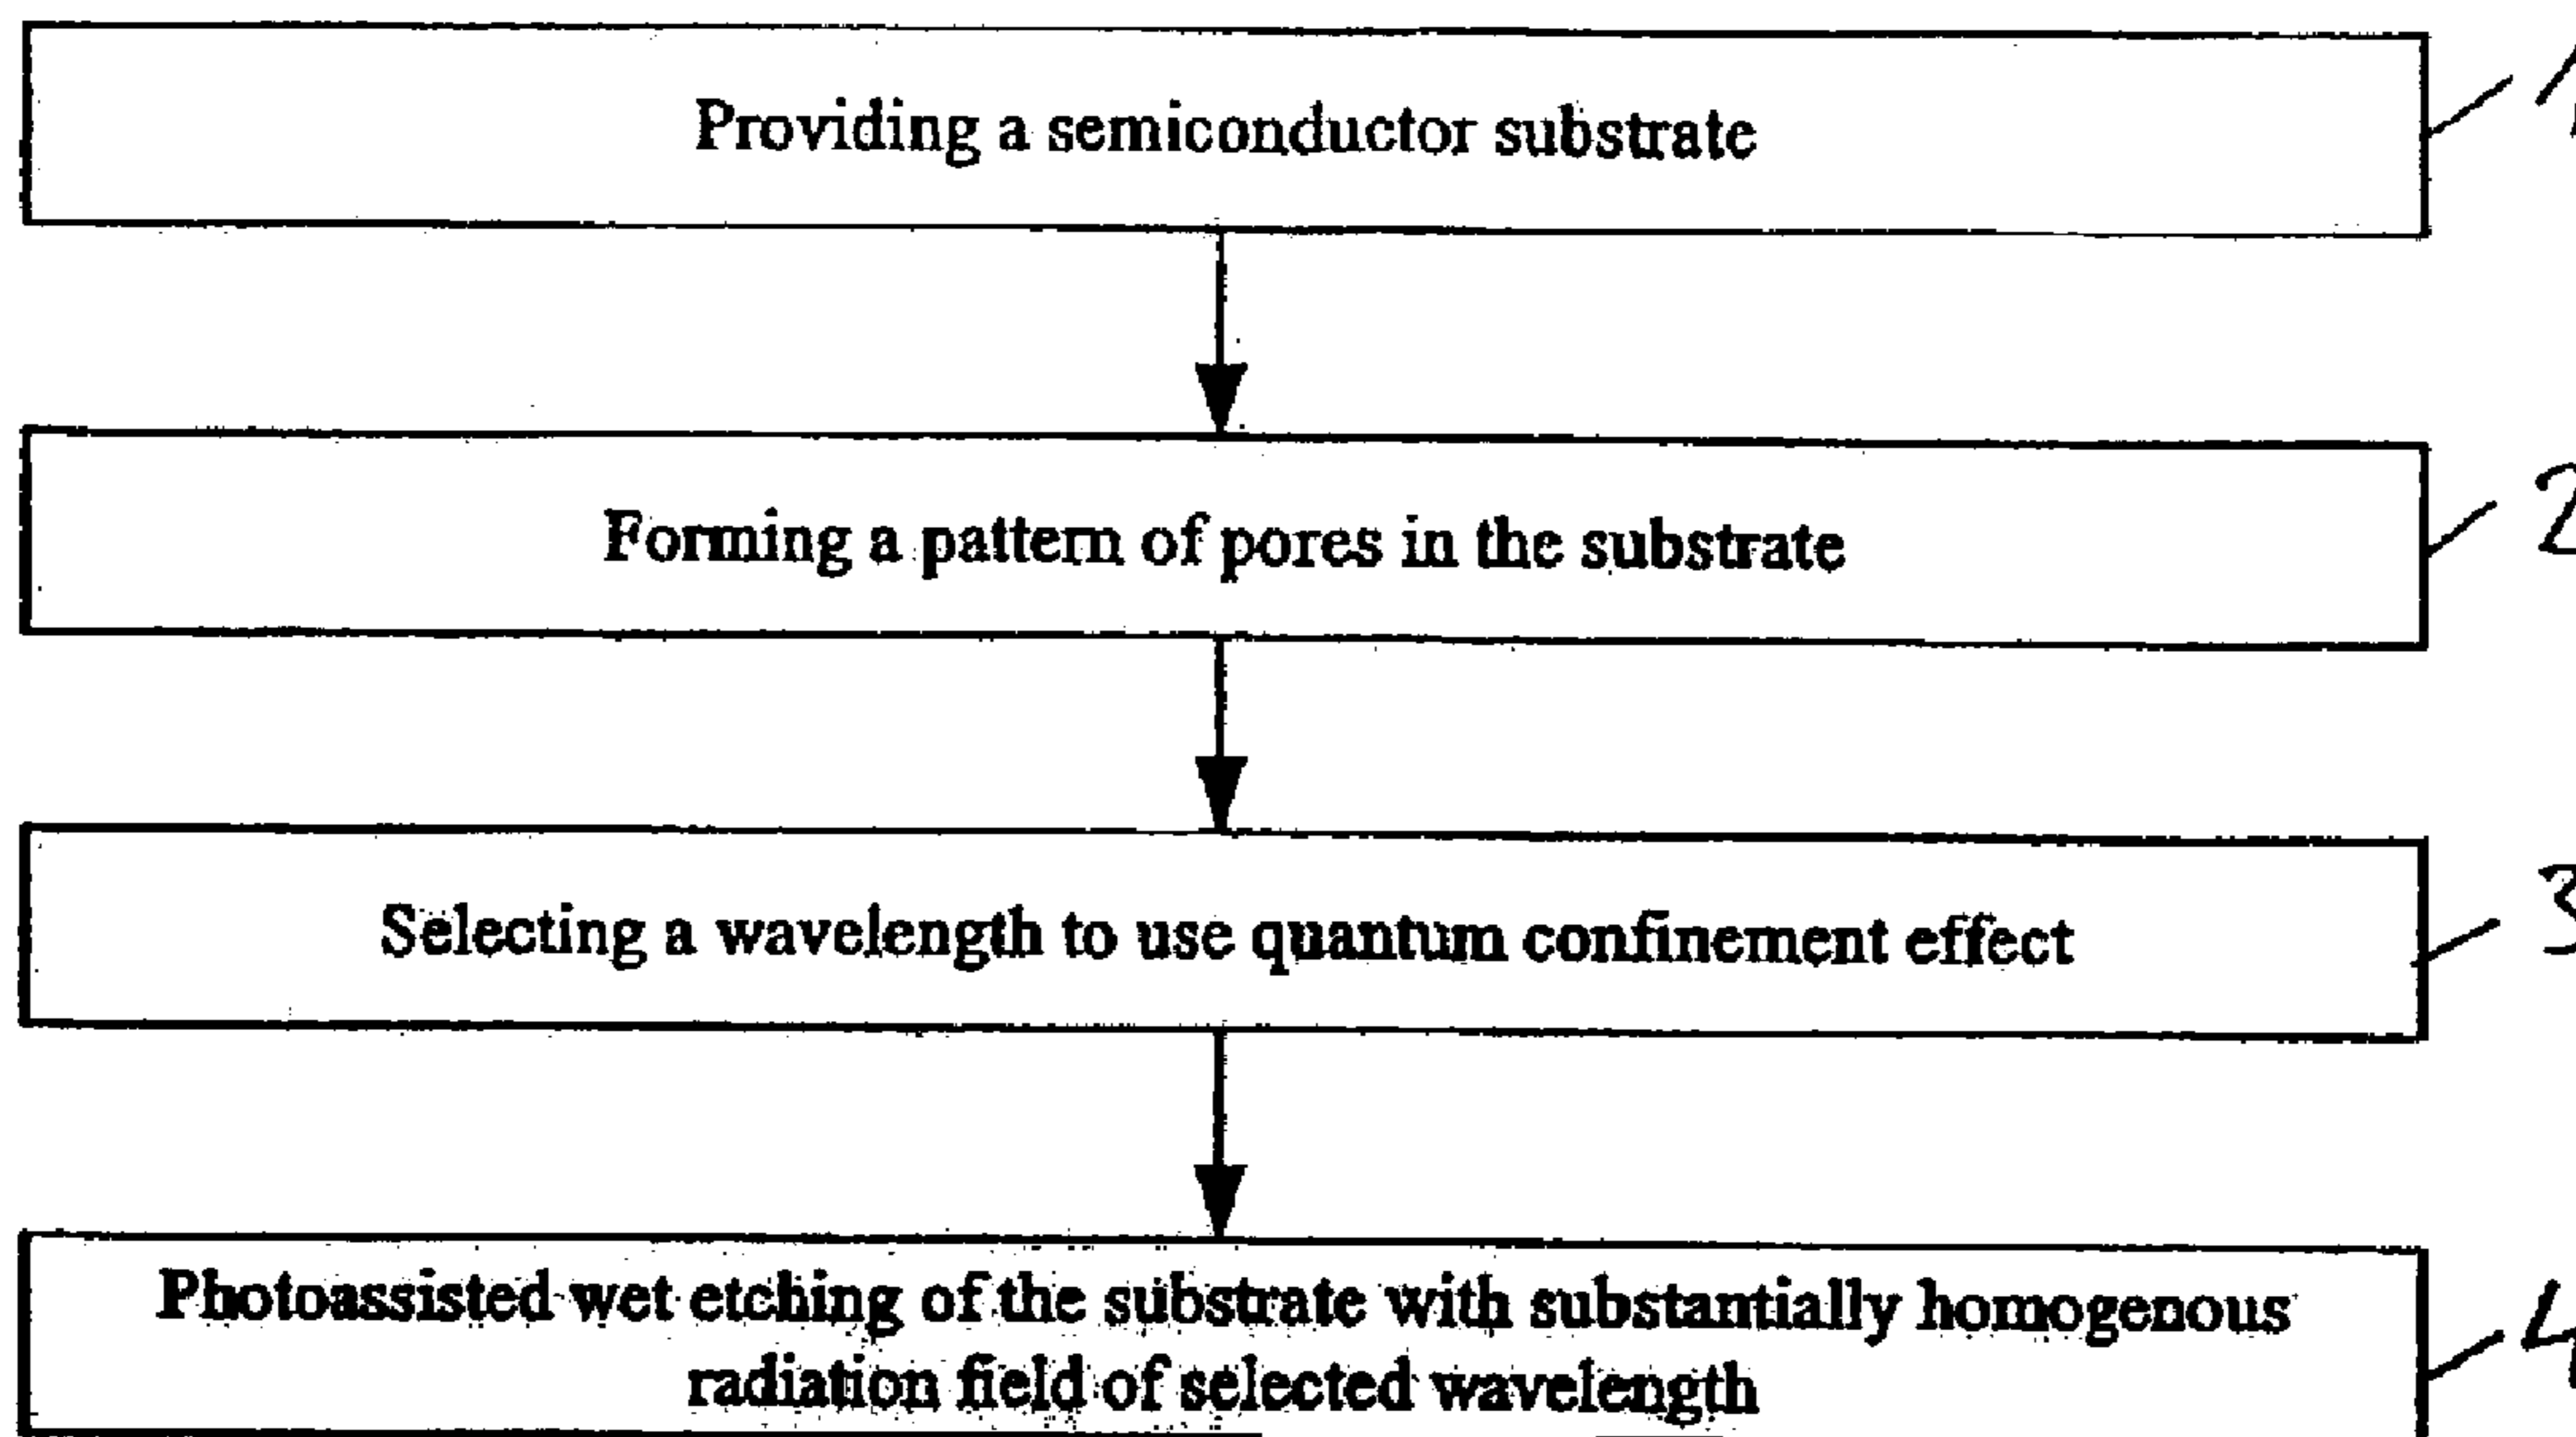 Providing a semiconductor substrate
1
Forming a pattern of pores in the substrate
2
Selecting a wavelength to use quantum confinement effect
3
Photoassisted wet etching of the substrate with substantially homogenous
radiation field of selected wavelength
4